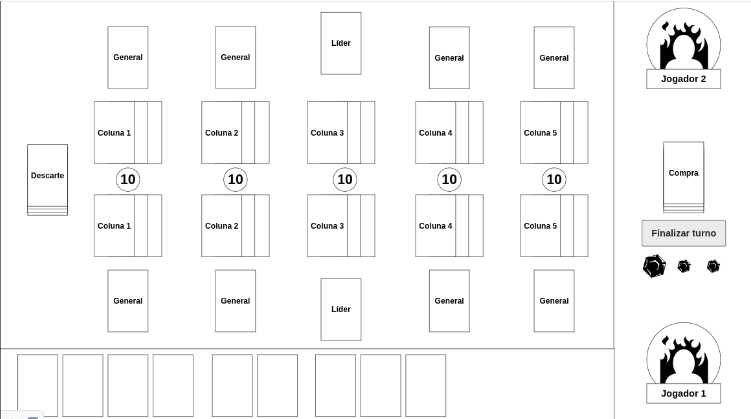 General
General
Líder
General
General
Jogador 2
Coluna 1
Coluna 2
Coluna 3
Coluna 4
Coluna 5
Descarte
Compra
10
10
10
10
10
Coluna 1
Coluna 2
Coluna 3
Coluna 4
Coluna 5
Finalizar turno
General
General
Líder
General
General
Jogador 1